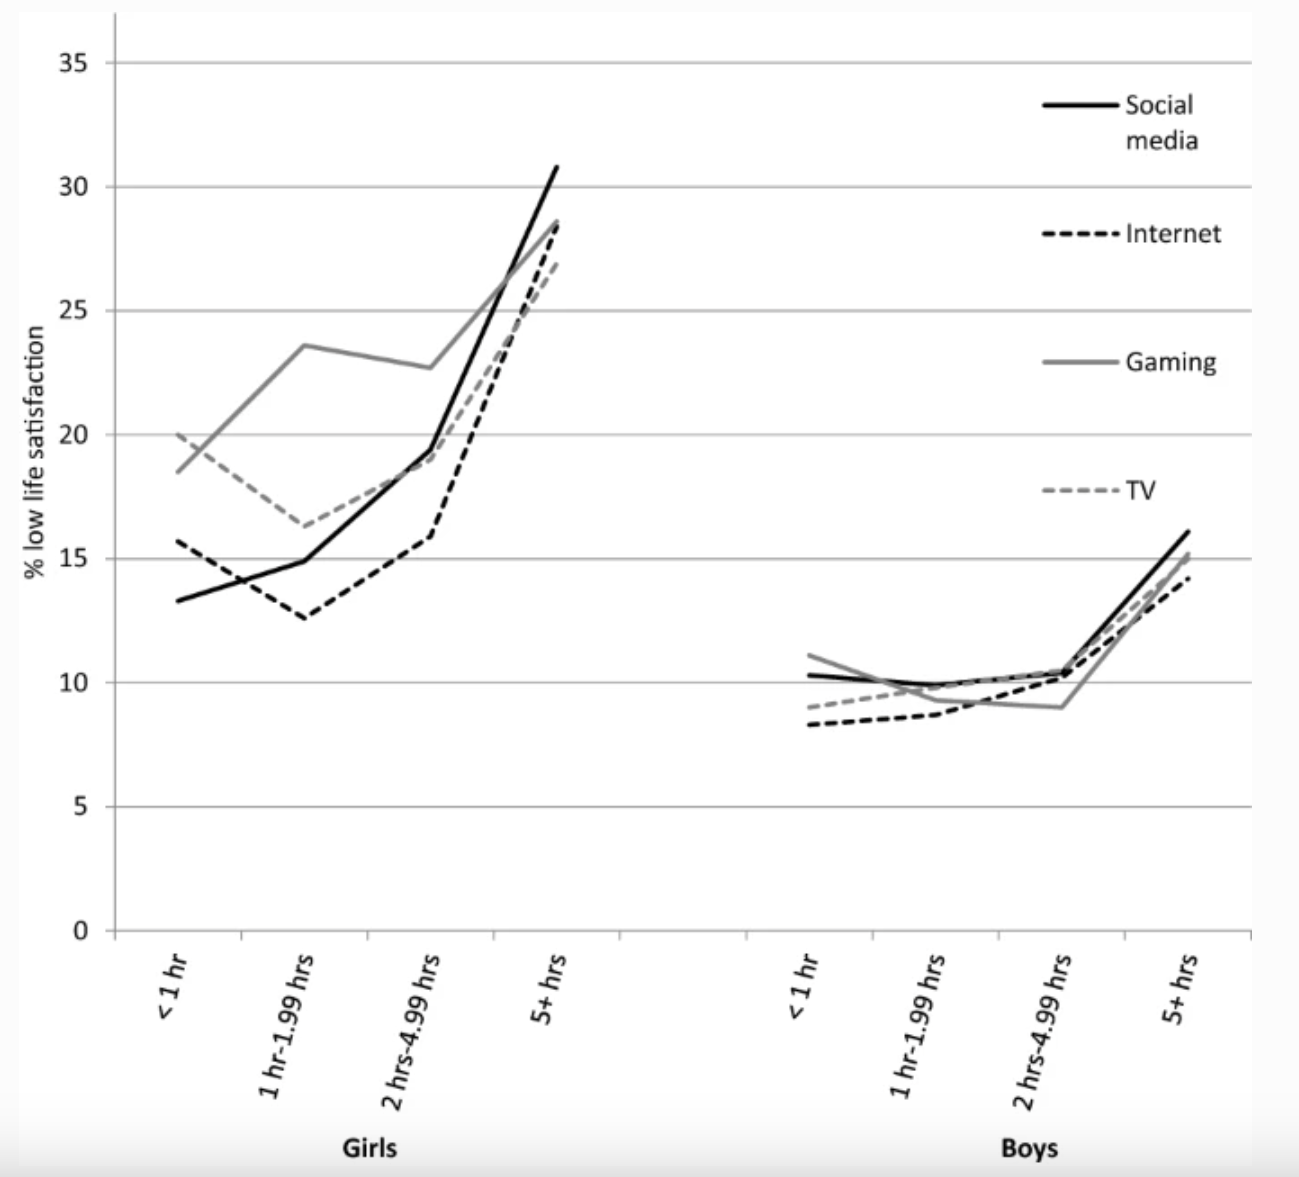 35
30
25
20
15
10
5
0
% low life satisfaction
Social
media
Internet
Gaming
TV
< 1 hr
1 hr-1.99 hrs
2 hrs-4.99 hrs
5+ hrs
< 1 hr
1 hr-1.99 hrs
2 hrs-4.99 hrs
5+ hrs
Girls
Boys